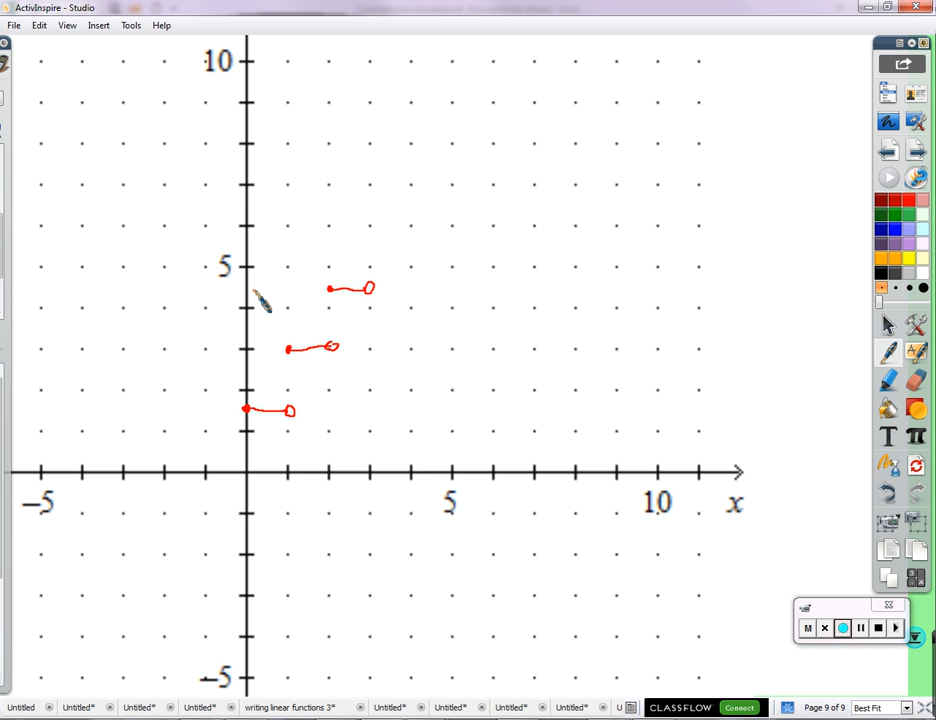 ActivInspire - Studio
File Edit View Insert Tools Help
10
5
-5 5 10 x
-5
T π
M
Untitled Untitled* Untitled* Untitled* writing linear functions 3* Untitled* Untitled* Untitled* Untitled* U CLASSFLOW Connect Page 9 of 9 Best Fit